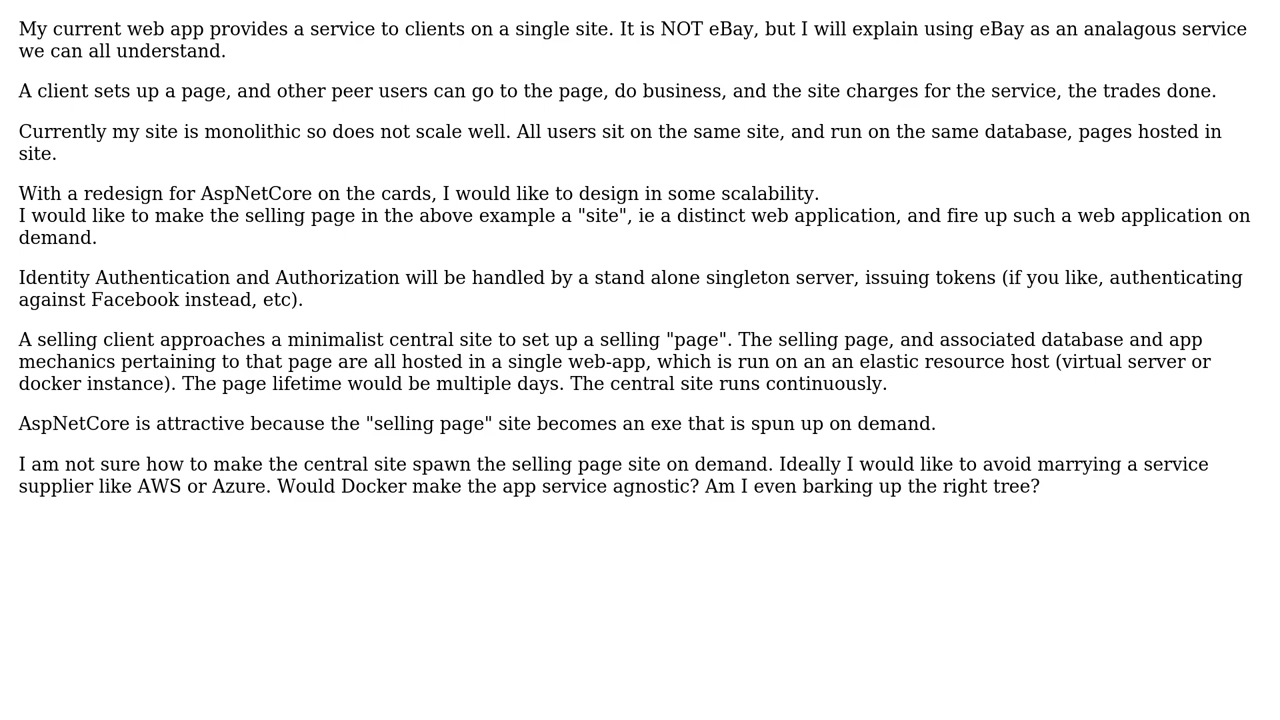 My current web app provides a service to clients on a single site. It is NOT eBay, but I will explain using eBay as an analagous service
we can all understand.
A client sets up a page, and other peer users can go to the page, do business, and the site charges for the service, the trades done.
Currently my site is monolithic so does not scale well. All users sit on the same site, and run on the same database, pages hosted in
site.
With a redesign for AspNetCore on the cards, I would like to design in some scalability.
I would like to make the selling page in the above example a "site", ie a distinct web application, and fire up such a web application on
demand.
Identity Authentication and Authorization will be handled by a stand alone singleton server, issuing tokens (if you like, authenticating
against Facebook instead, etc).
A selling client approaches a minimalist central site to set up a selling "page". The selling page, and associated database and app
mechanics pertaining to that page are all hosted in a single web-app, which is run on an an elastic resource host (virtual server or
docker instance). The page lifetime would be multiple days. The central site runs continuously.
AspNetCore is attractive because the "selling page" site becomes an exe that is spun up on demand.
I am not sure how to make the central site spawn the selling page site on demand. Ideally I would like to avoid marrying a service
supplier like AWS or Azure. Would Docker make the app service agnostic? Am I even barking up the right tree?